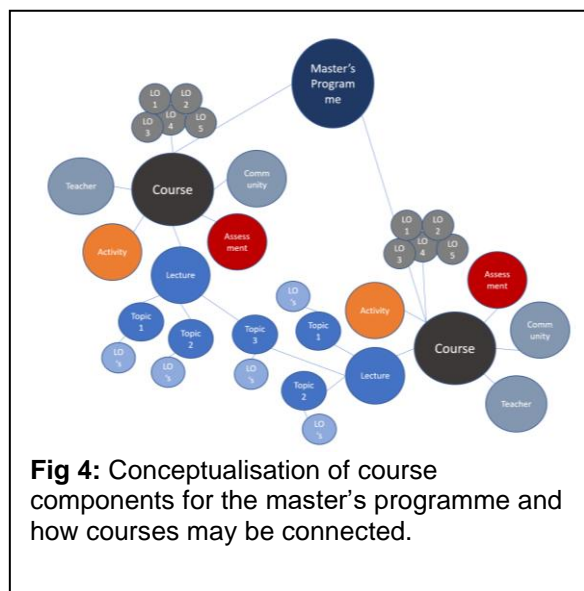 Master's
Programme
me
LO
1
LO
2
LO
3
LO
4
LO
5
Teacher
Course
Comm
unity
Activity
Assess
ment
Lecture
Topic
1
Topic
2
Topic
3
LO
's
LO
's
LO
's
LO
's
Topic
1
Topic
2
LO
's
Activity
Lecture
LO
1
LO
2
LO
3
LO
4
LO
5
Assess
ment
Course
Comm
unity
Teacher
Fig 4: Conceptualisation of course
components for the master's programme and
how courses may be connected.